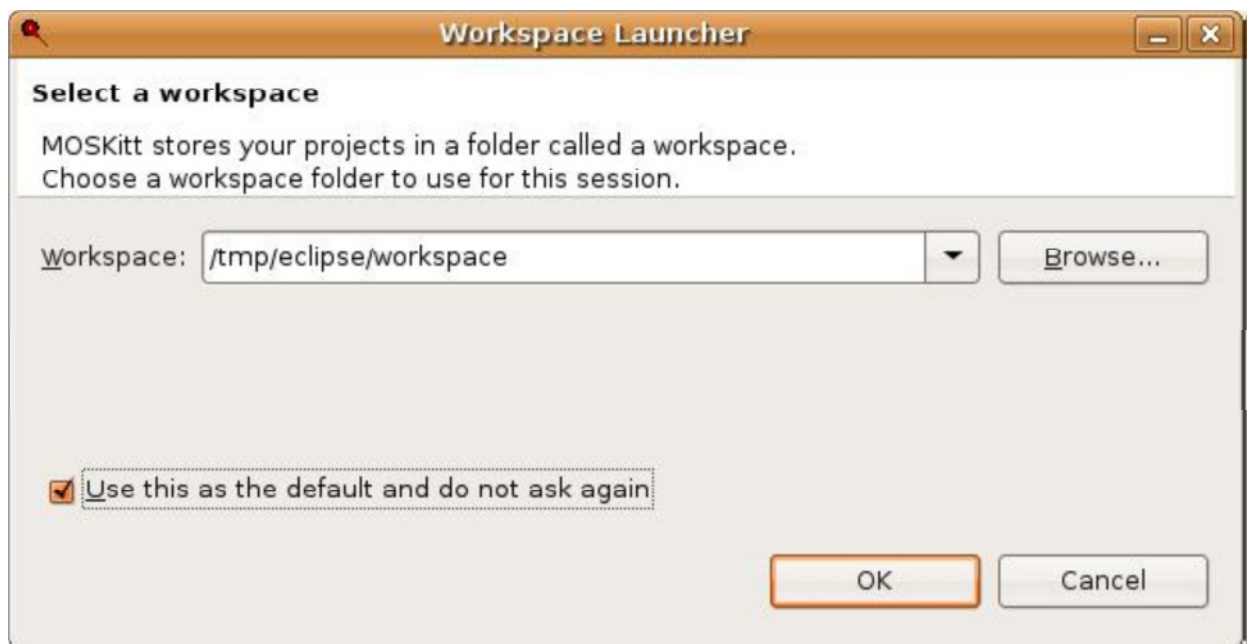 Workspace Launcher
Select a workspace
MOSKitt stores your projects in a folder called a workspace.
Choose a workspace folder to use for this session.
Workspace: /tmp/eclipse/workspace Browse...
Use this as the default and do not ask again
OK Cancel